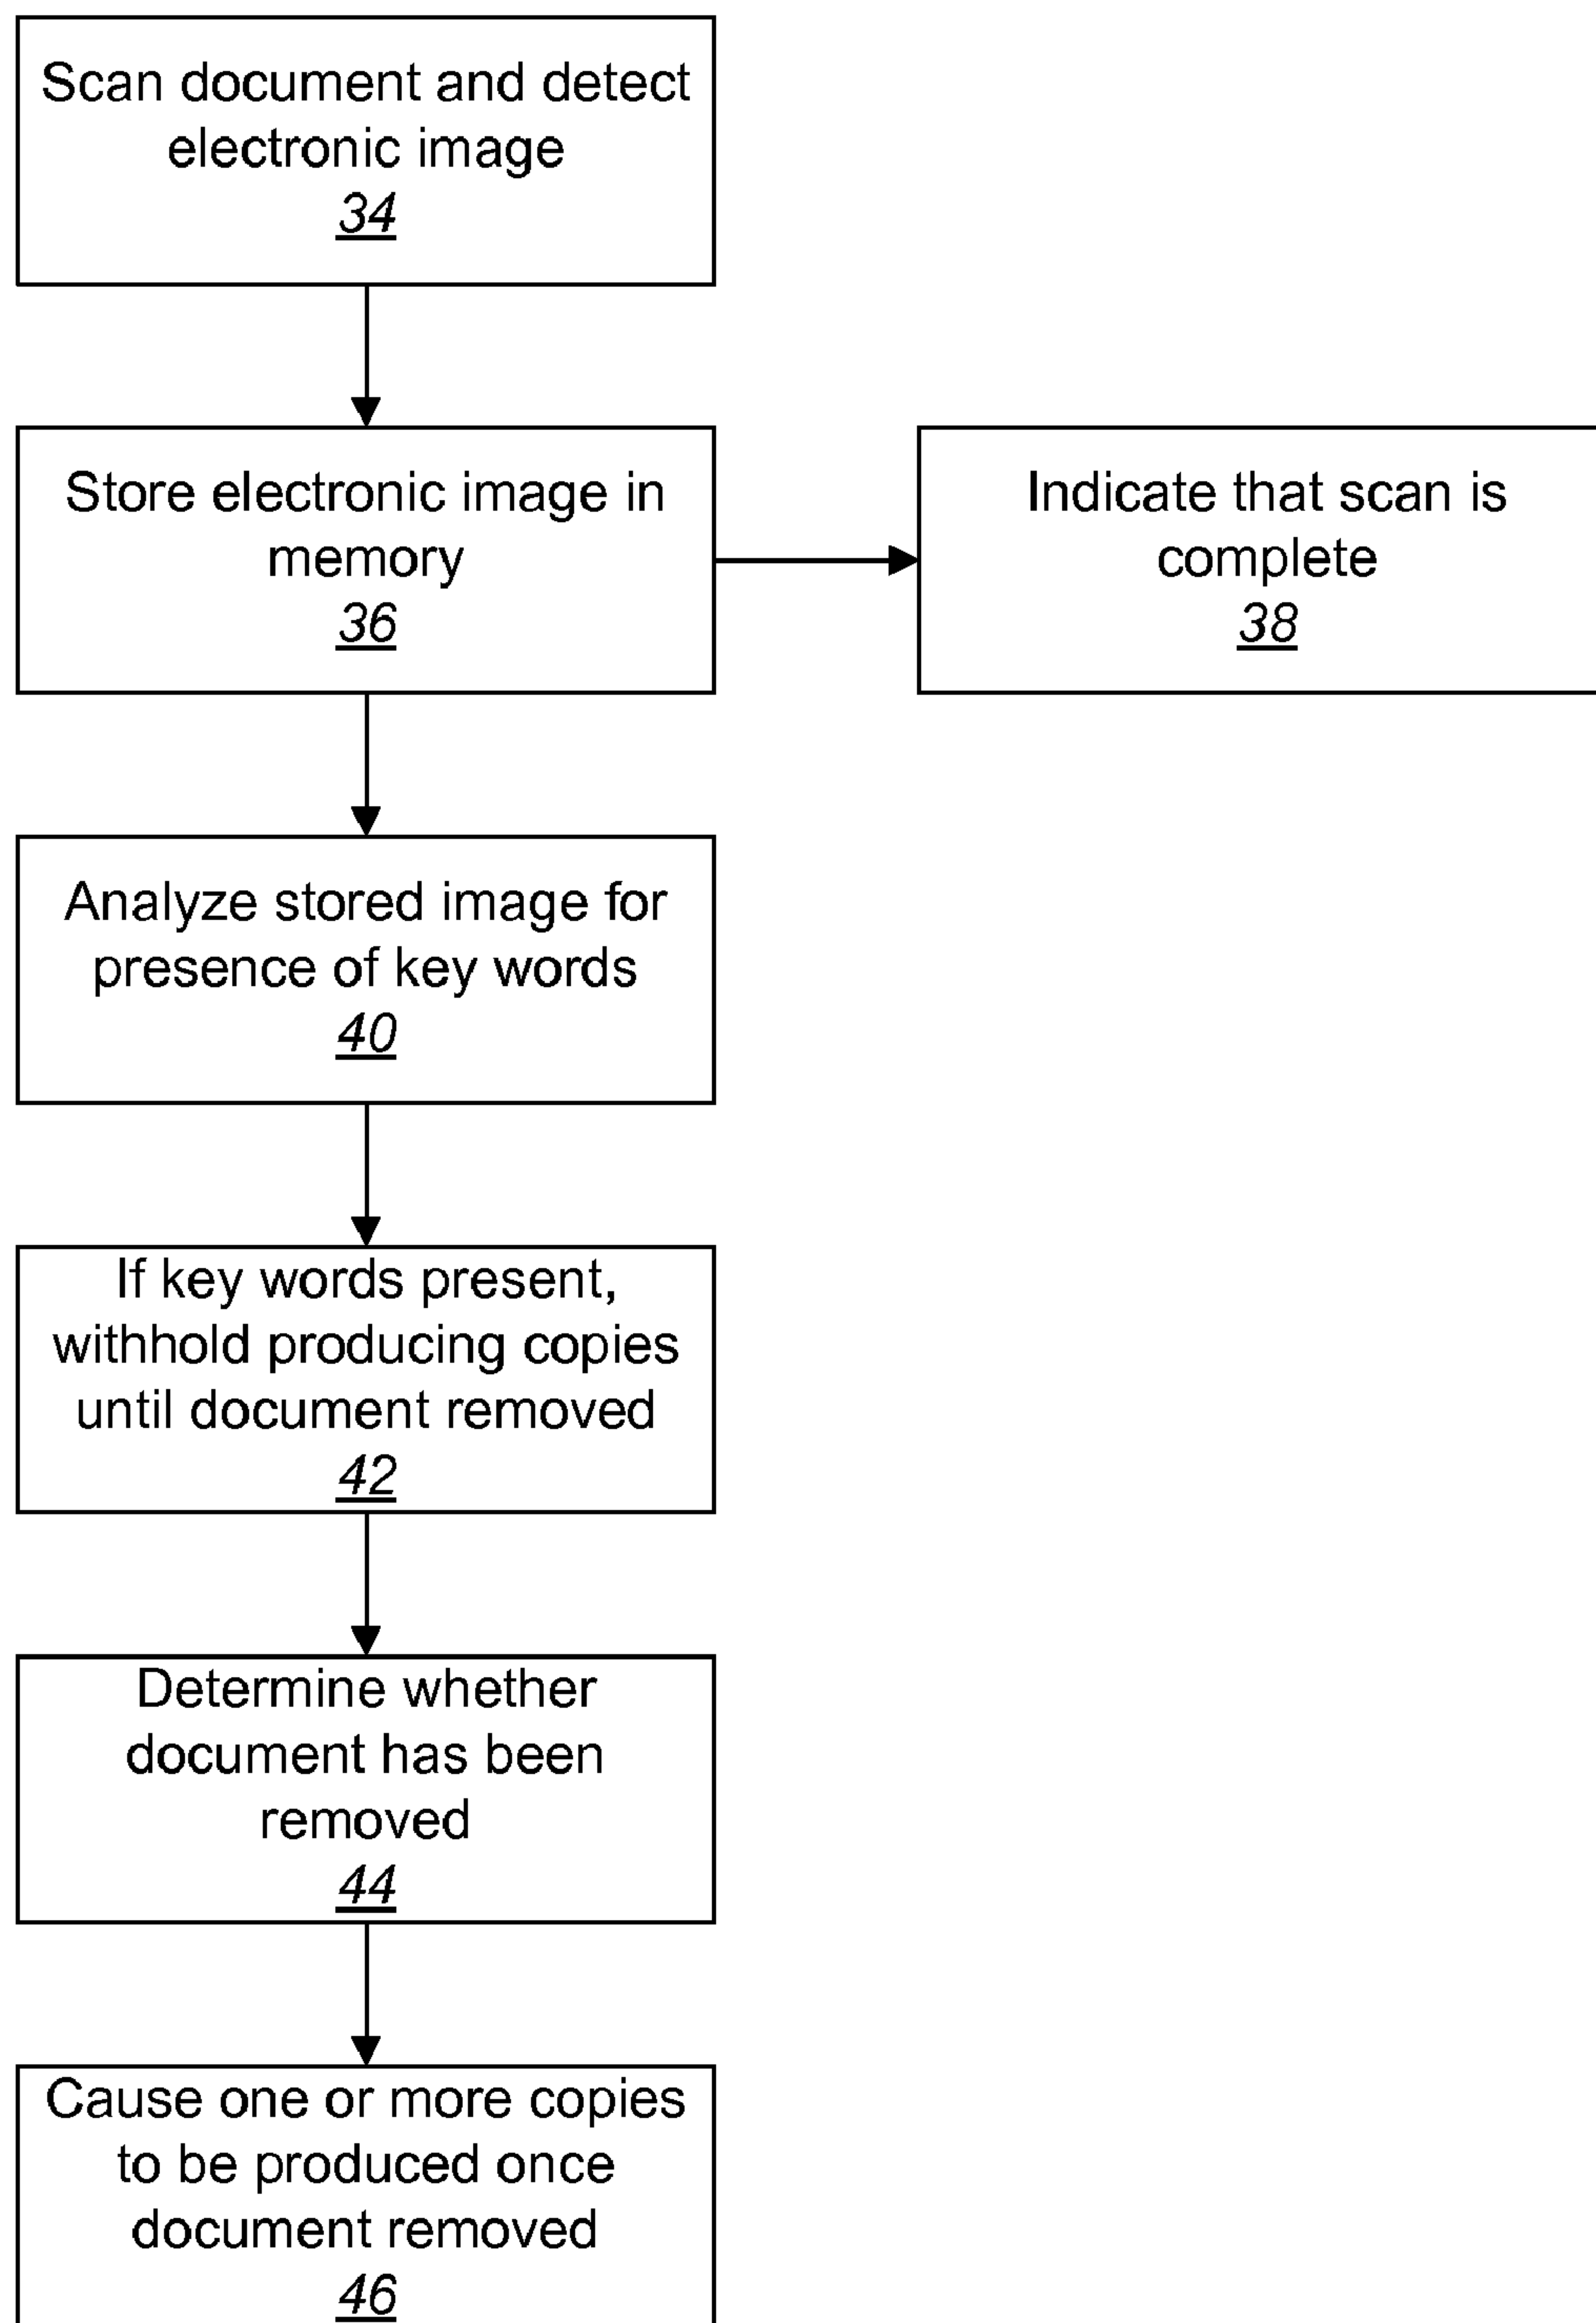 Scan document and detect
electronic image
34
Store electronic image in
memory
36
Indicate that scan is
complete
38
Analyze stored image for
presence of key words
40
If key words present,
withhold producing copies
until document removed
42
Determine whether
document has been
removed
44
Cause one or more copies
to be produced once
document removed
46